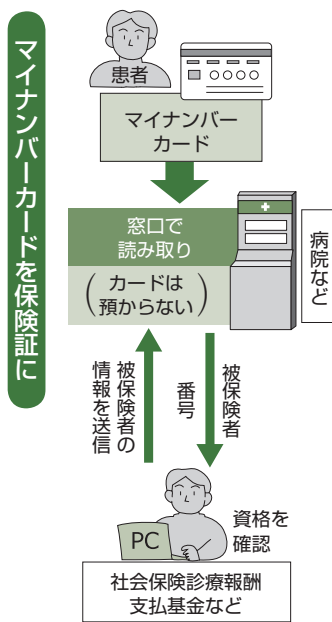 マイナンバーカードを保険証に
患者
マイナンバー
カード
窓口で
読み取り
(カードは
預からない)
病院など
被保険者の
情報を送信
被保険者
番号
PC
資格を
確認
社会保険診療報酬
支払基金など